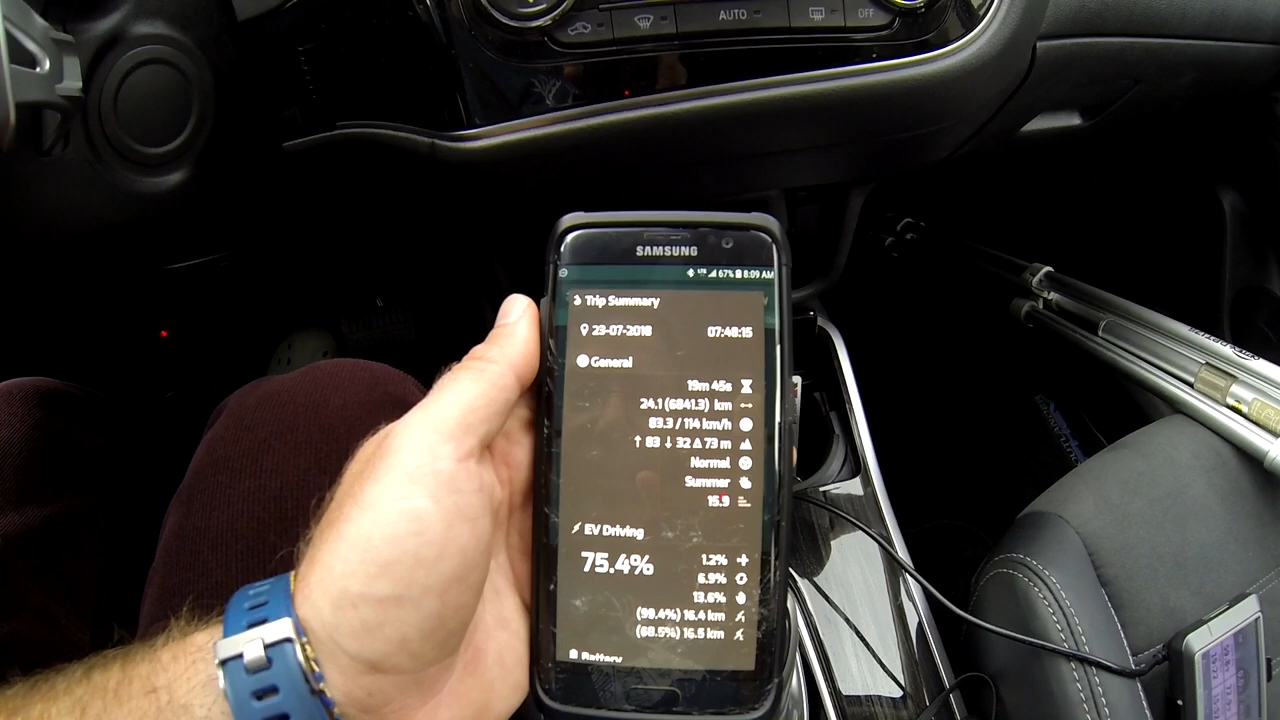 AUTO
OFF
SAMSUNG
LTE 67% 8:09 AM
Trip Summary
23-07-2018 07:48:15
General
19m 45s
24.1 (6841.3) km
83.3 / 114 km/h
↑ 83 ↓ 32 Δ 73 m
Normal
Summer
15.9
EV Driving
75.4%
1.2%
6.9%
13.6%
(99.4%) 16.4 km
(68.5%) 16.5 km
Battery